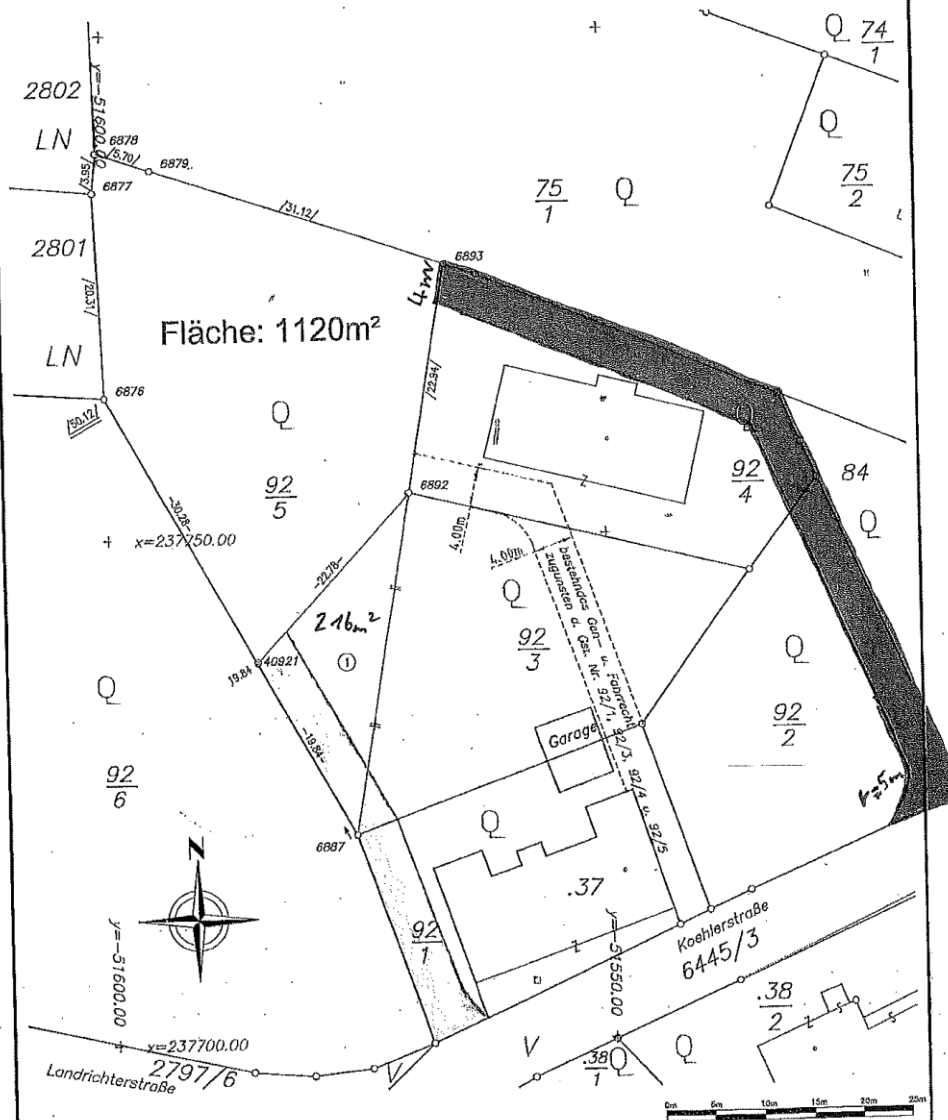 Q 74/1
2802
y=-51600.00
LN
6878
/5.70/
6879
/3.95/
6877
Q
75/1
Q
75/2
2801
/31.12/
6893
4m
/20.31/
Fläche: 1120m²
LN
6876
/50.12/
/22.94/
Q
Q
92/5
92/4
84
Q
6892
z
4.00m
-30.28-
x=237750.00
4.00m
bestehndes Geh- u. Fahrrecht
zugunsten d. Gst. Nr. 92/1, 92/3, 92/4 u. 92/5
-22.78-
Q
92/3
216m²
1
19.84
40921
Q
Q
92/2
-19.84-
Garage
92/6
r=5m
6887
Q
N
.37
92/1
z
y=-51600.00
y=-51550.00
Koehlerstraße
6445/3
.38/2
z
s
s
x=237700.00
2797/6
Landrichterstraße
V
V
.38/1
Q
Q
0m 5m 10m 15m 20m 25m